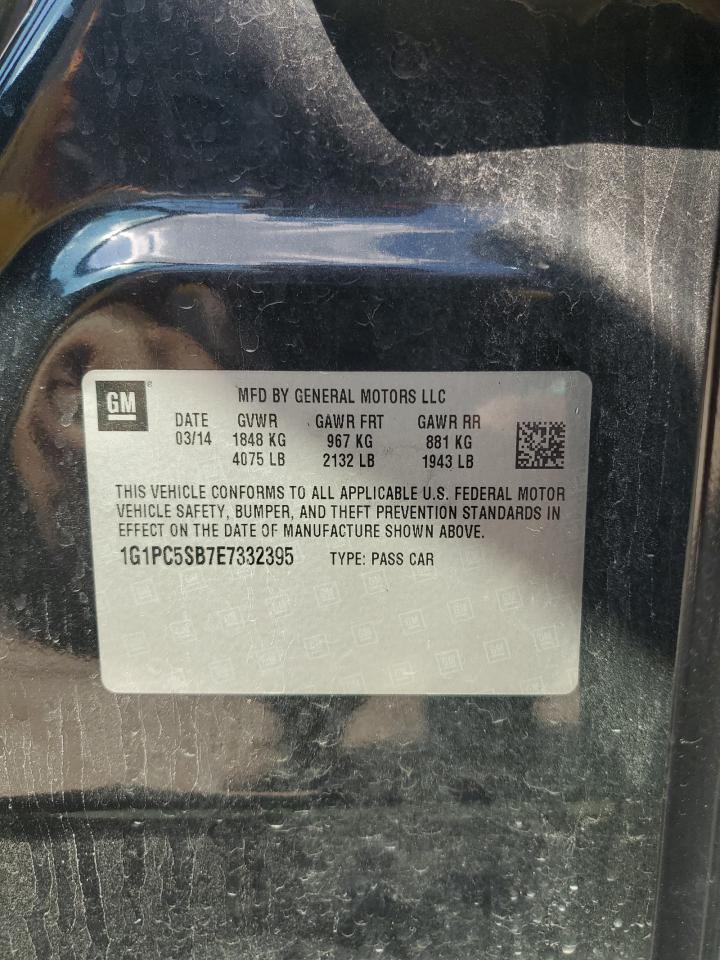 GM ® MFD BY GENERAL MOTORS LLC
DATE GVWR GAWR FRT GAWR RR
03/14 1848 KG 967 KG 881 KG
4075 LB 2132 LB 1943 LB
THIS VEHICLE CONFORMS TO ALL APPLICABLE U.S. FEDERAL MOTOR
VEHICLE SAFETY, BUMPER, AND THEFT PREVENTION STANDARDS IN
EFFECT ON THE DATE OF MANUFACTURE SHOWN ABOVE.
1G1PC5SB7E7332395 TYPE: PASS CAR